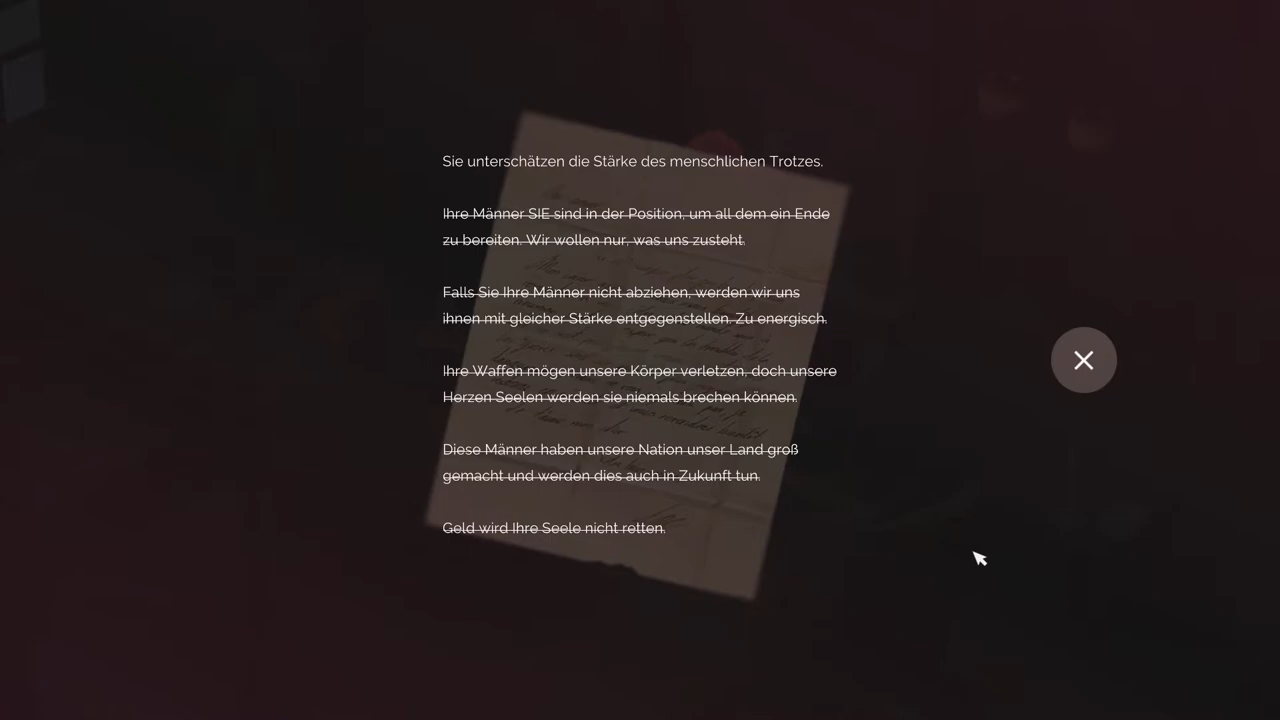 Sie unterschätzen die Stärke des menschlichen Trotzes.
Ihre Männer SIE sind in der Position, um all dem ein Ende
zu bereiten. Wir wollen nur, was uns zusteht.
Falls Sie Ihre Männer nicht abziehen, werden wir uns
ihnen mit gleicher Stärke entgegenstellen. Zu energisch.
Ihre Waffen mögen unsere Körper verletzen, doch unsere
Herzen Seelen werden sie niemals brechen können.
Diese Männer haben unsere Nation unser Land groß
gemacht und werden dies auch in Zukunft tun.
Geld wird Ihre Seele nicht retten.